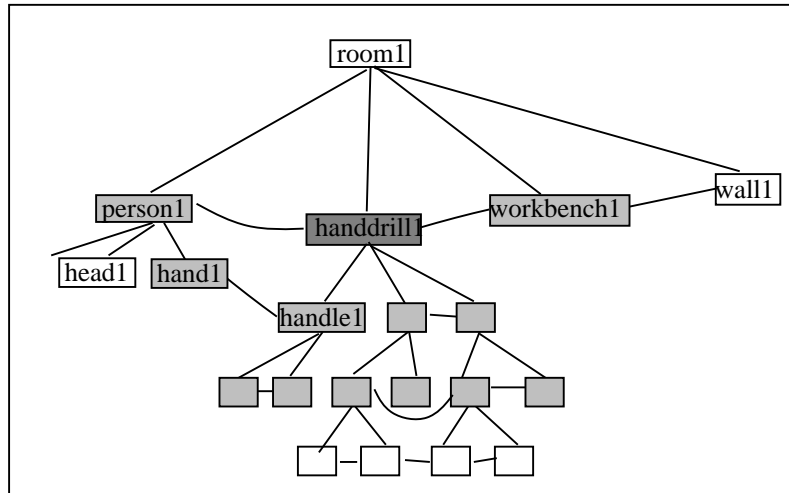 room1
person1
handdrill1
workbench1
wall1
head1
hand1
handle1